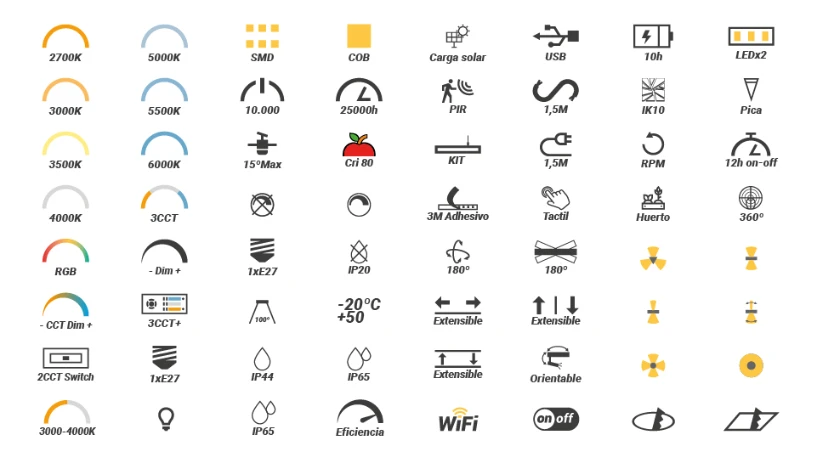 2700K
5000K
SMD
COB
Carga solar
USB
10h
LEDx2
3000K
5500K
10.000
25000h
PIR
1,5M
IK10
Pica
3500K
6000K
15ºMax
Cri 80
KIT
1,5M
RPM
12h on-off
4000K
3CCT
3M Adhesivo
Tactil
Huerto
360º
RGB
- Dim +
1xE27
IP20
180º
180º
- CCT Dim +
3CCT+
100º
-20ºC
+50
Extensible
Extensible
2CCT Switch
1xE27
IP44
IP65
Extensible
Orientable
3000-4000K
IP65
Eficiencia
WiFi
on off